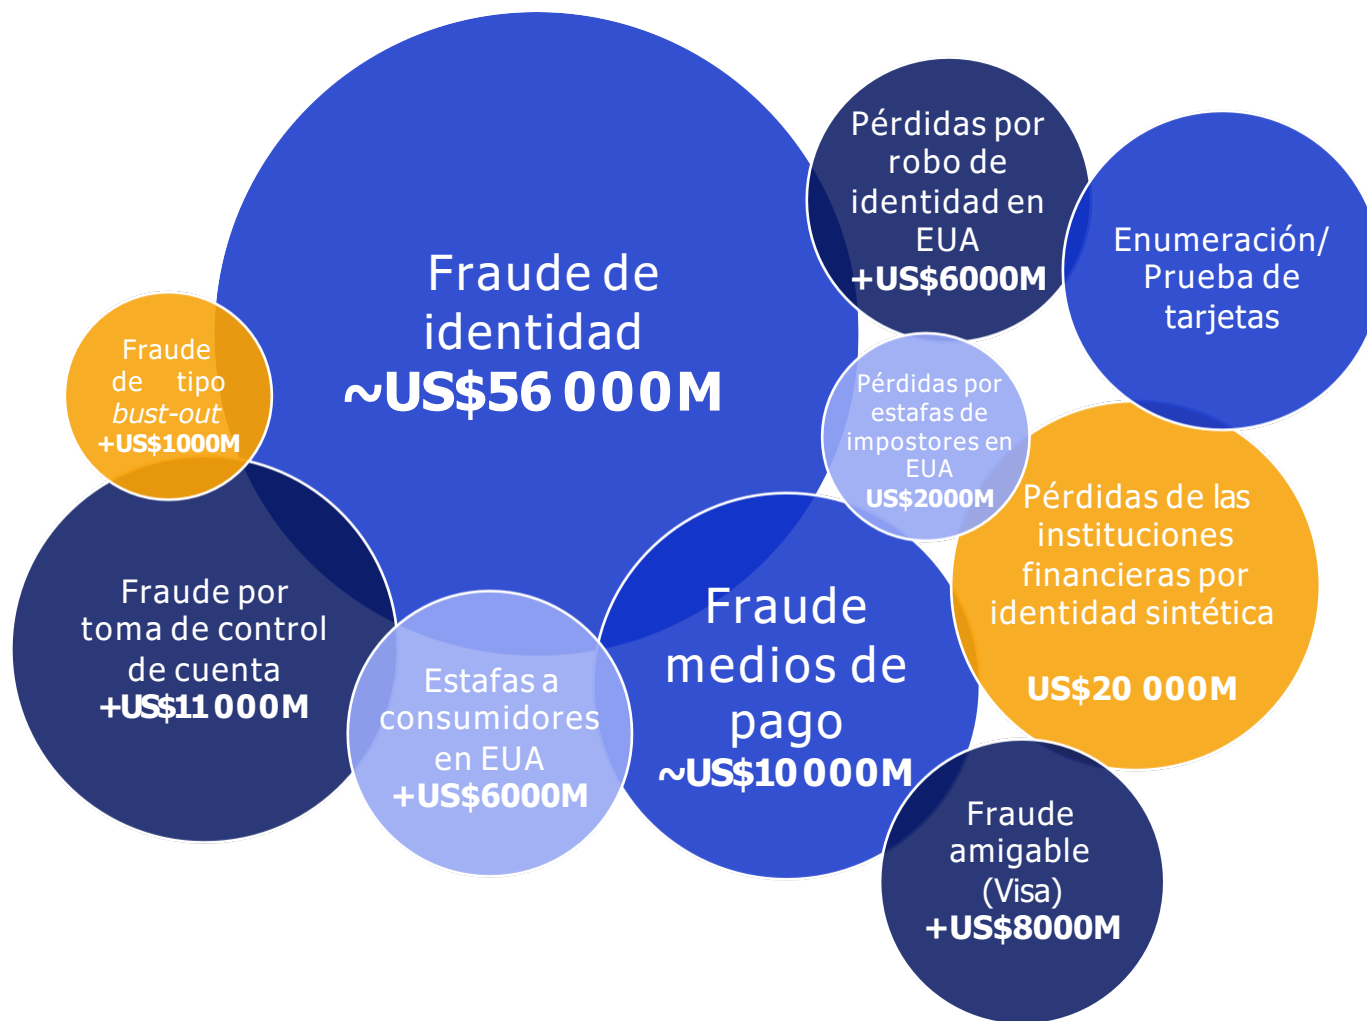 Fraude de
identidad
~US$56 000M
Pérdidas por
robo de
identidad en
EUA
+US$6000M
Enumeración/
Prueba de
tarjetas
Fraude
de tipo
bust-out
+US$1000M
Pérdidas por
estafas de
impostores en
EUA
US$2000M
Pérdidas de las
instituciones
financieras por
identidad sintética
US$20 000M
Fraude por
toma de control
de cuenta
+US$11 000M
Estafas a
consumidores
en EUA
+US$6000M
Fraude
medios de
pago
~US$10 000M
Fraude
amigable
(Visa)
+US$8000M